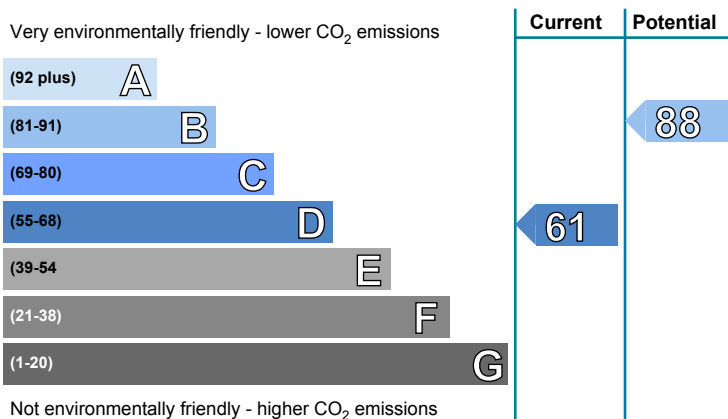 Very environmentally friendly - lower CO2 emissions
Current Potential
(92 plus) A
(81-91) B
88
(69-80) C
(55-68) D
61
(39-54 E
(21-38) F
(1-20) G
Not environmentally friendly - higher CO2 emissions